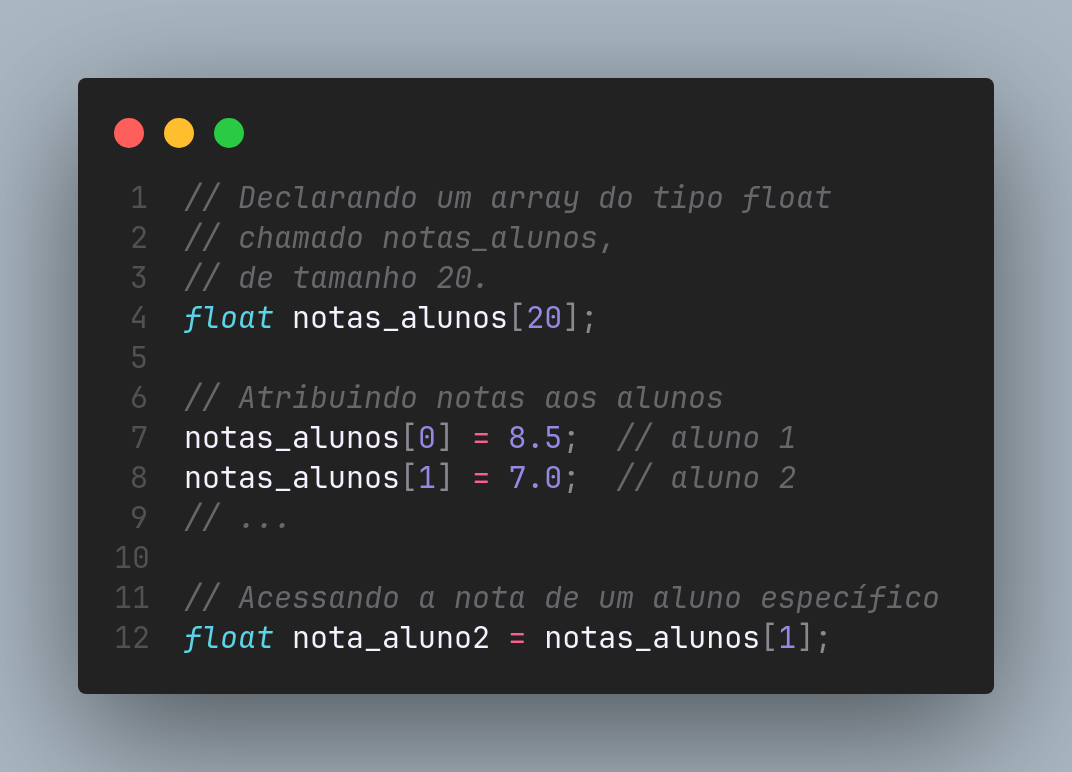 1 // Declarando um array do tipo float
2 // chamado notas_alunos,
3 // de tamanho 20.
4 float notas_alunos[20];
5
6 // Atribuindo notas aos alunos
7 notas_alunos[0] = 8.5;  // aluno 1
8 notas_alunos[1] = 7.0;  // aluno 2
9 // ...
10
11 // Acessando a nota de um aluno específico
12 float nota_aluno2 = notas_alunos[1];